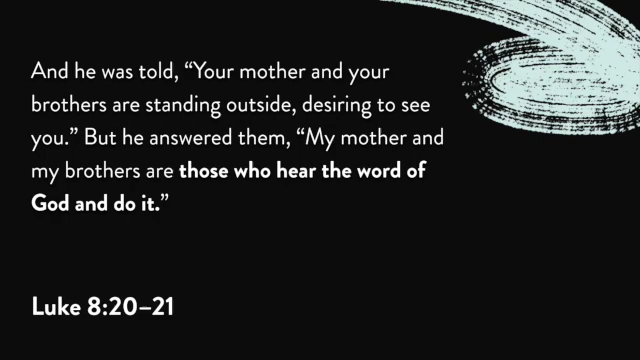 And he was told, “Your mother and your
brothers are standing outside, desiring to see
you.” But he answered them, “My mother and
my brothers are those who hear the word of
God and do it.”
Luke 8:20–21